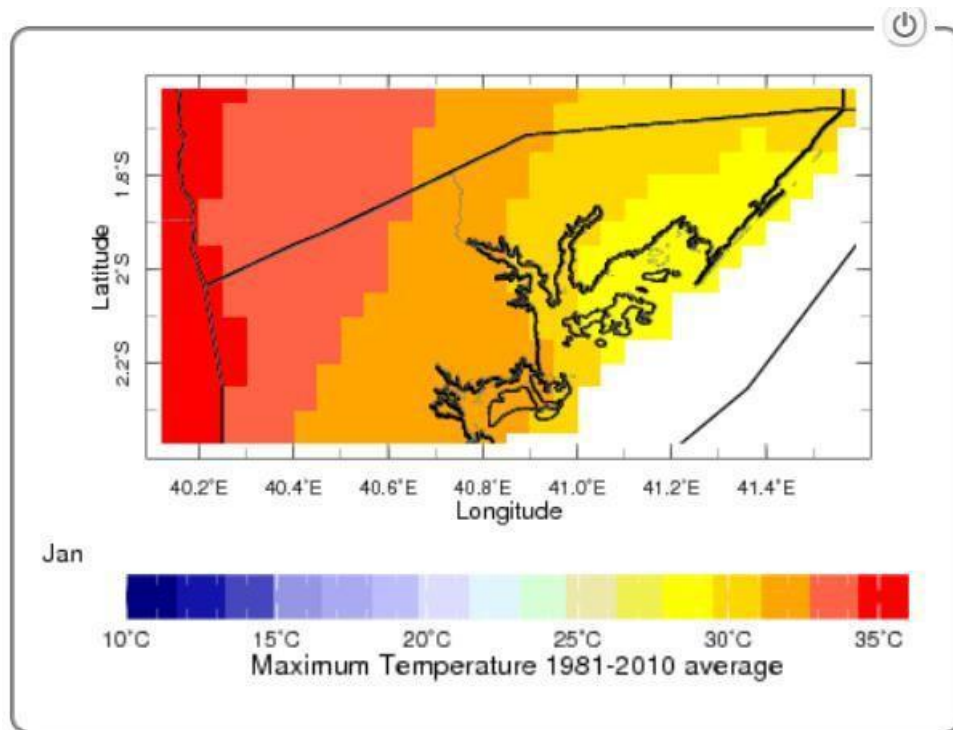 1.8°S
2°S
2.2°S
Latitude
40.2°E 40.4°E 40.6°E 40.8°E 41.0°E 41.2°E 41.4°E
Longitude
Jan
10°C 15°C 20°C 25°C 30°C 35°C
Maximum Temperature 1981-2010 average